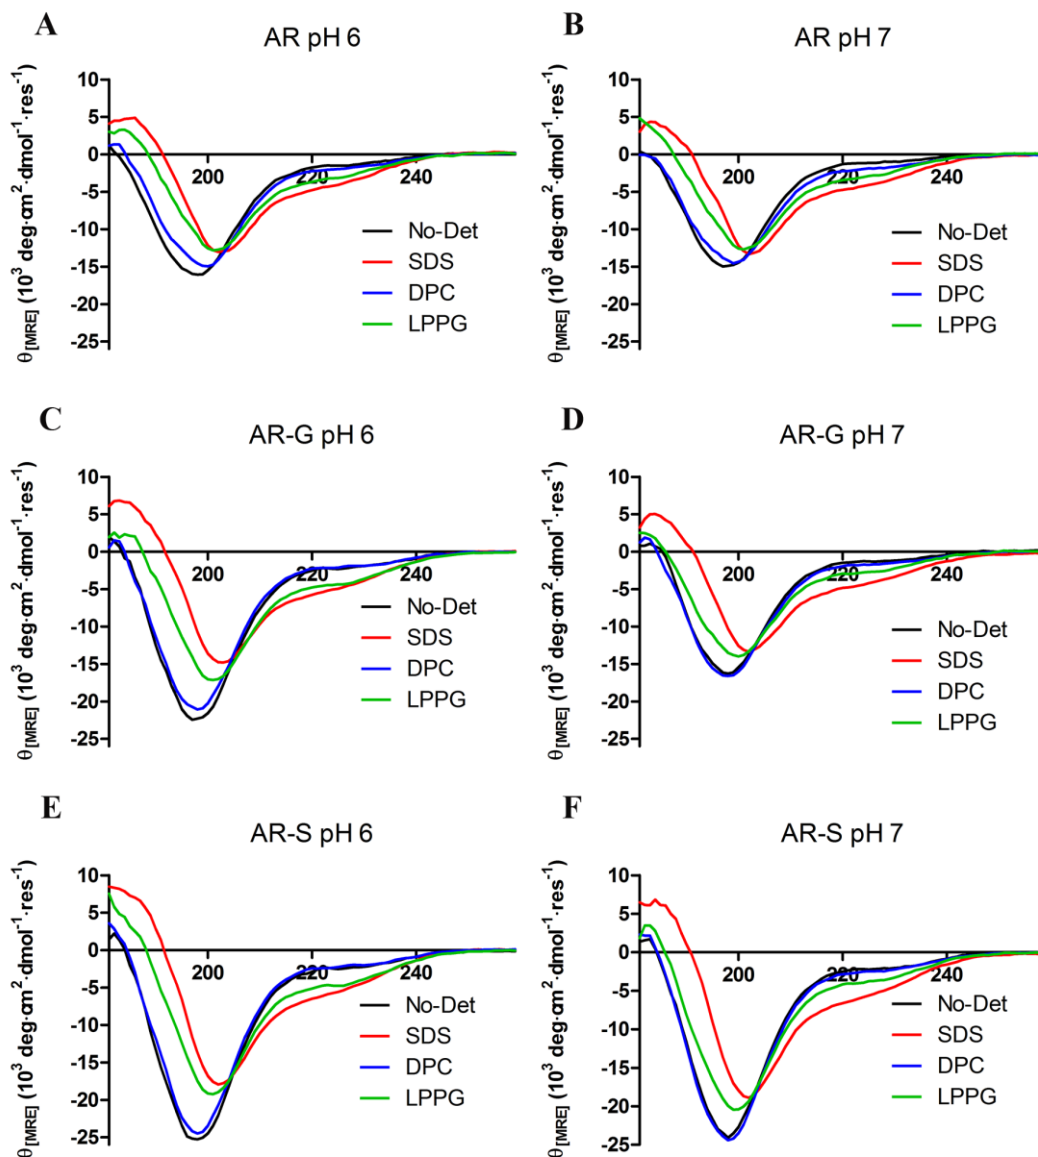 A
AR pH 6
θ[MRE] (10³ deg·cm²·dmol⁻¹·res⁻¹)
10
5
0
-5
-10
-15
-20
-25
200
220
240
No-Det
SDS
DPC
LPPG
B
AR pH 7
θ[MRE] (10³ deg·cm²·dmol⁻¹·res⁻¹)
10
5
0
-5
-10
-15
-20
-25
200
220
240
No-Det
SDS
DPC
LPPG
C
AR-G pH 6
θ[MRE] (10³ deg·cm²·dmol⁻¹·res⁻¹)
10
5
0
-5
-10
-15
-20
-25
200
220
240
No-Det
SDS
DPC
LPPG
D
AR-G pH 7
θ[MRE] (10³ deg·cm²·dmol⁻¹·res⁻¹)
10
5
0
-5
-10
-15
-20
-25
200
220
240
No-Det
SDS
DPC
LPPG
E
AR-S pH 6
θ[MRE] (10³ deg·cm²·dmol⁻¹·res⁻¹)
10
5
0
-5
-10
-15
-20
-25
200
220
240
No-Det
SDS
DPC
LPPG
F
AR-S pH 7
θ[MRE] (10³ deg·cm²·dmol⁻¹·res⁻¹)
10
5
0
-5
-10
-15
-20
-25
200
220
240
No-Det
SDS
DPC
LPPG